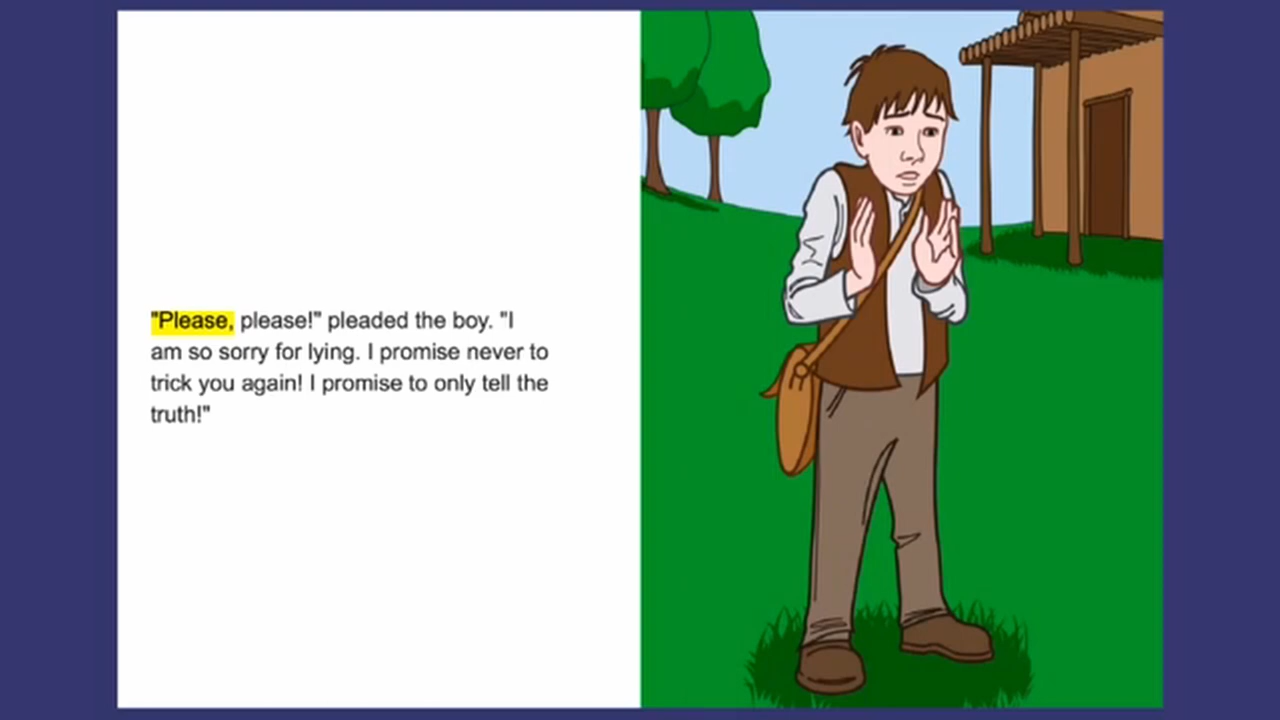 "Please, please!" pleaded the boy. "I
am so sorry for lying. I promise never to
trick you again! I promise to only tell the
truth!"